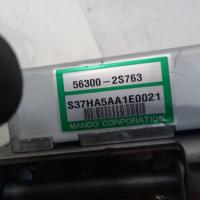 56300-2S763
S37HA5AA1E0021
MANDO CORPORATION